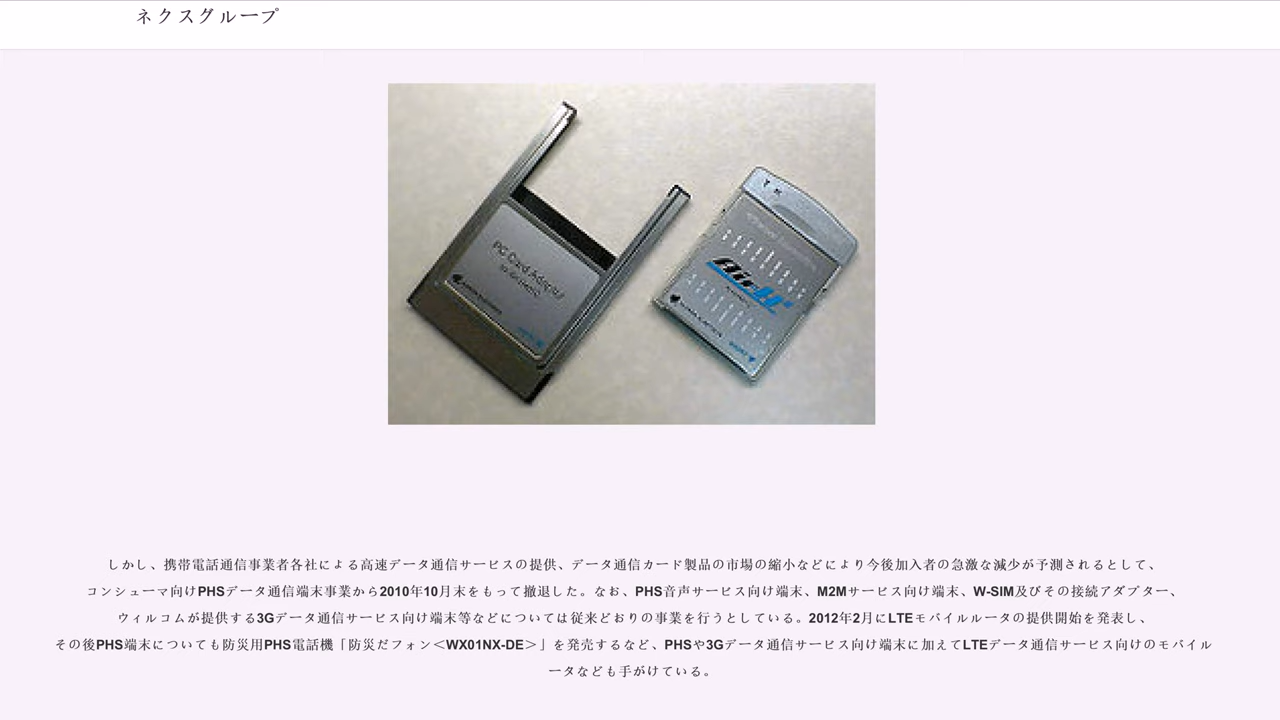 ネクスグループ
PC Card Adapter
AirH"
しかし、携帯電話通信事業者各社による高速データ通信サービスの提供、データ通信カード製品の市場の縮小などにより今後加入者の急激な減少が予測されるとして、
コンシューマ向けPHSデータ通信端末事業から2010年10月末をもって撤退した。なお、PHS音声サービス向け端末、M2Mサービス向け端末、W-SIM及びその接続アダプター、
ウィルコムが提供する3Gデータ通信サービス向け端末等などについては従来どおりの事業を行うとしている。2012年2月にLTEモバイルルータの提供開始を発表し、
その後PHS端末についても防災用PHS電話機「防災だフォン＜WX01NX-DE＞」を発売するなど、PHSや3Gデータ通信サービス向け端末に加えてLTEデータ通信サービス向けのモバイル
ータなども手がけている。